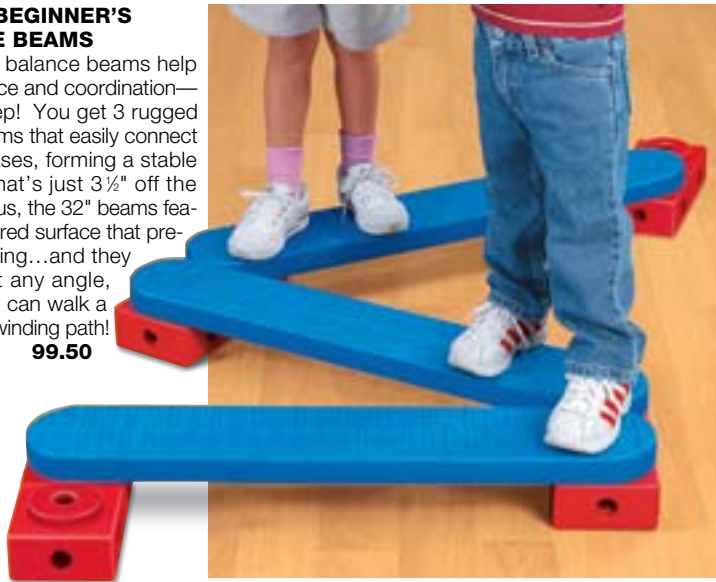 BEGINNER'S
E BEAMS
balance beams help
ce and coordination—
ep! You get 3 rugged
ms that easily connect
ases, forming a stable
hat's just 3½" off the
us, the 32" beams fea-
red surface that pre-
ing...and they
t any angle,
can walk a
winding path!
99.50